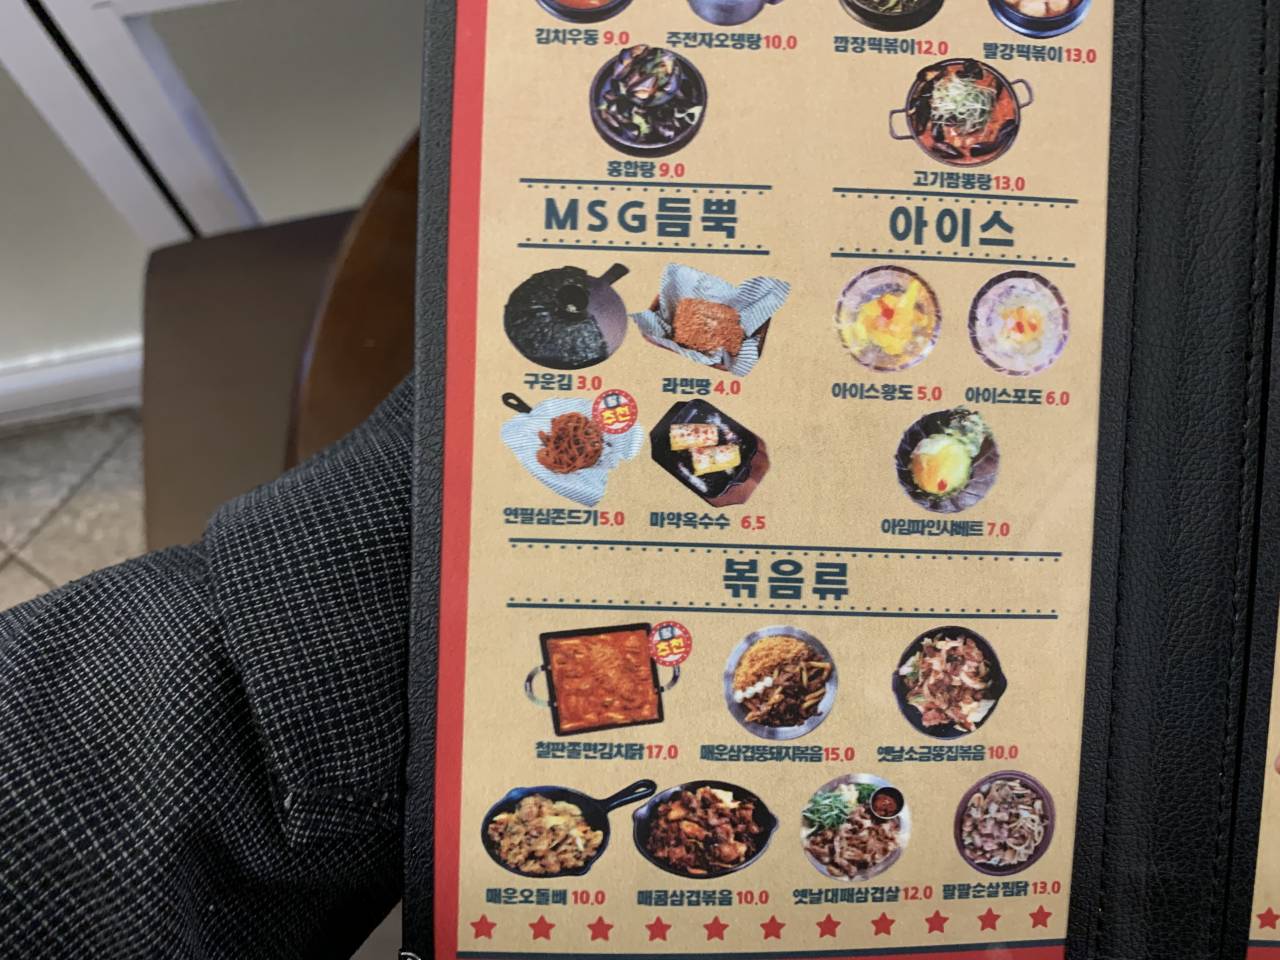 김치우동 9.0 주전자오뎅탕 10.0 깜장떡볶이 12.0 빨강떡볶이 13.0
홍합탕 9.0 고기짬뽕탕 13.0
MSG듬뿍 아이스
구운김 3.0 라면땅 4.0 아이스황도 5.0 아이스포도 6.0
추천
연필심쫀드기 5.0 마약옥수수 6.5 아임파인샤베트 7.0
볶음류
추천
철판쫄면김치닭 17.0 매운삼겹뚱돼지볶음 15.0 옛날소금똥집볶음 10.0
매운오돌뼈 10.0 매콤삼겹볶음 10.0 옛날대패삼겹살 12.0 팔팔순살찜닭 13.0